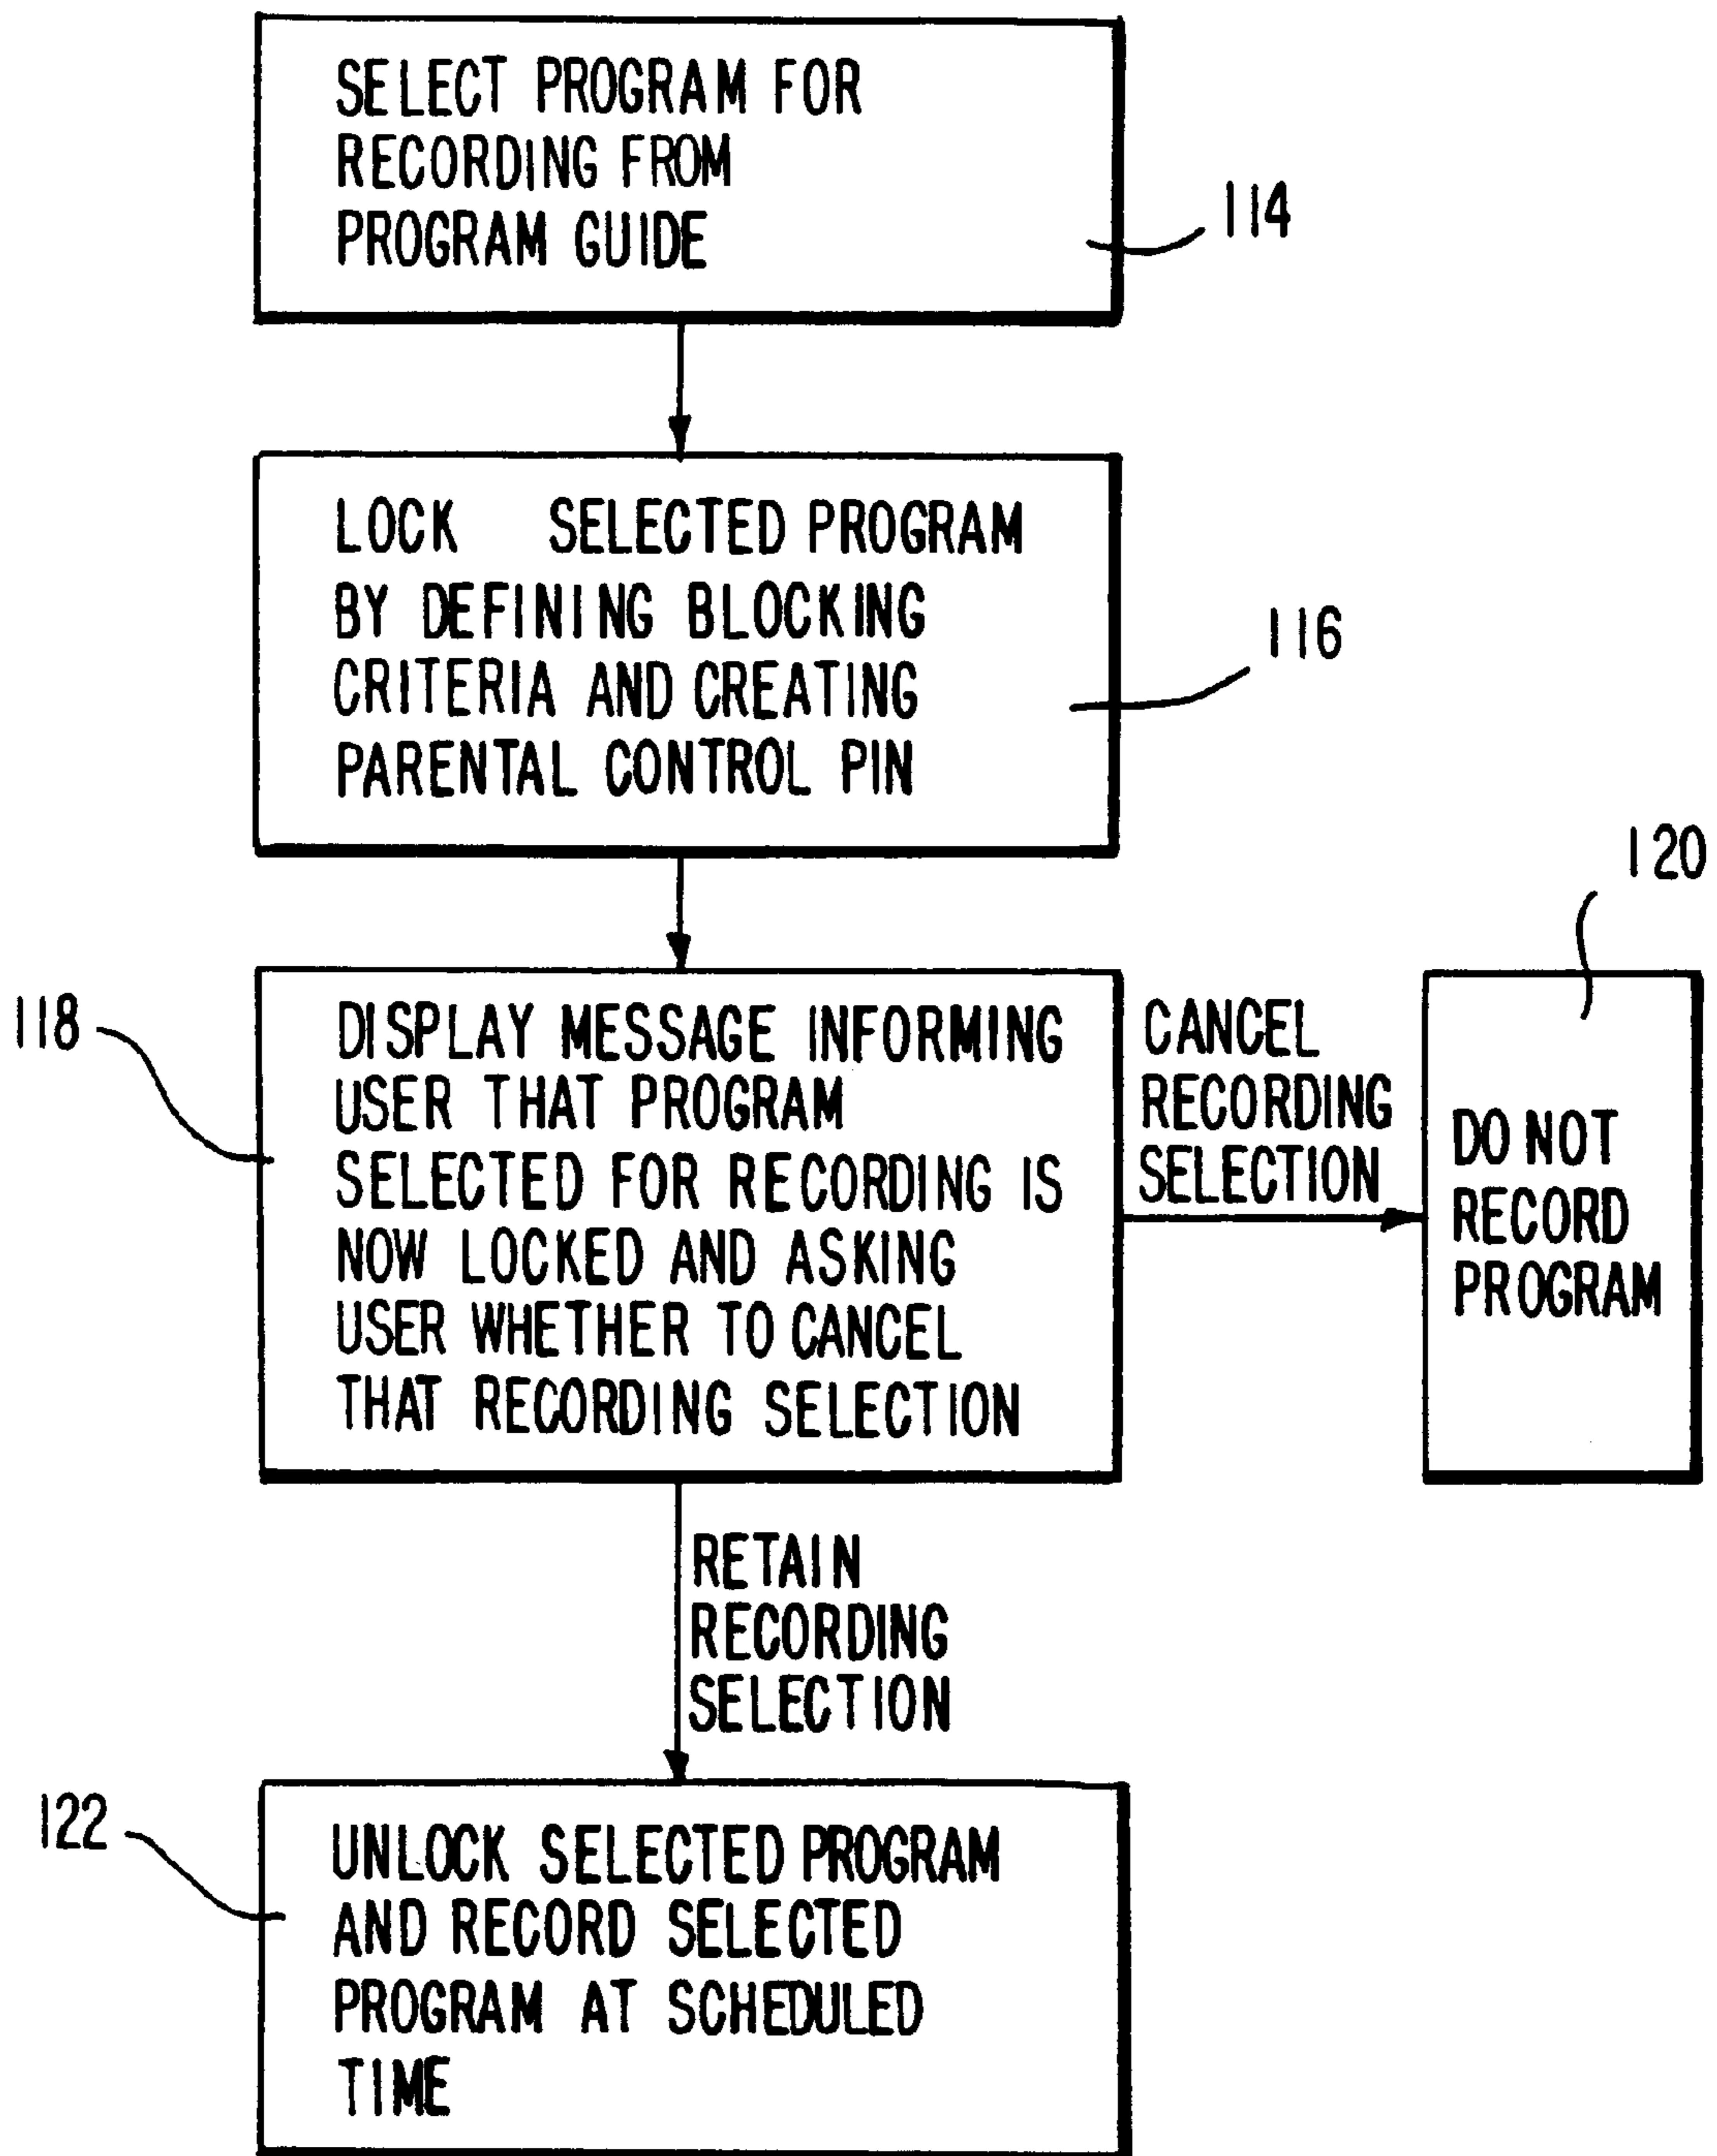 SELECT PROGRAM FOR
RECORDING FROM
PROGRAM GUIDE
114
LOCK SELECTED PROGRAM
BY DEFINING BLOCKING
CRITERIA AND CREATING
PARENTAL CONTROL PIN
116
118
DISPLAY MESSAGE INFORMING
USER THAT PROGRAM
SELECTED FOR RECORDING IS
NOW LOCKED AND ASKING
USER WHETHER TO CANCEL
THAT RECORDING SELECTION
CANCEL
RECORDING
SELECTION
120
DO NOT
RECORD
PROGRAM
RETAIN
RECORDING
SELECTION
122
UNLOCK SELECTED PROGRAM
AND RECORD SELECTED
PROGRAM AT SCHEDULED
TIME